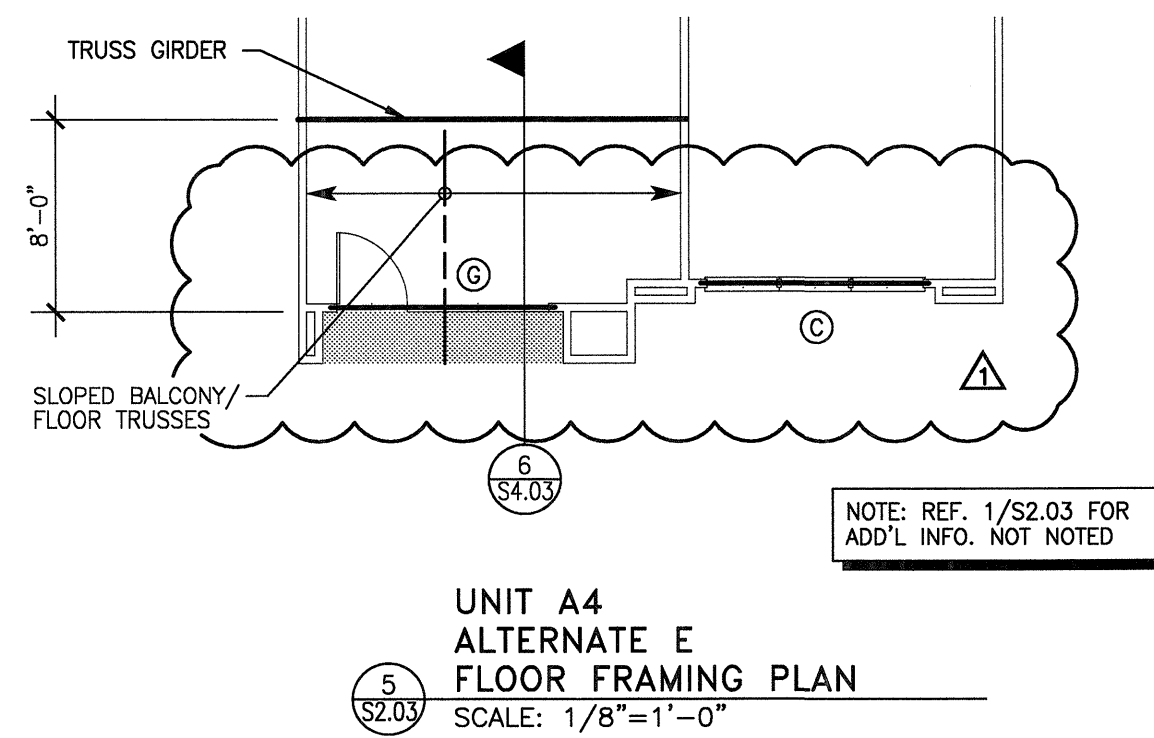 TRUSS GIRDER
8'-0"
G
C
1
SLOPED BALCONY/
FLOOR TRUSSES
6
S4.03
NOTE: REF. 1/S2.03 FOR
ADD'L INFO. NOT NOTED
UNIT A4
ALTERNATE E
FLOOR FRAMING PLAN
5
S2.03
SCALE: 1/8"=1'-0"